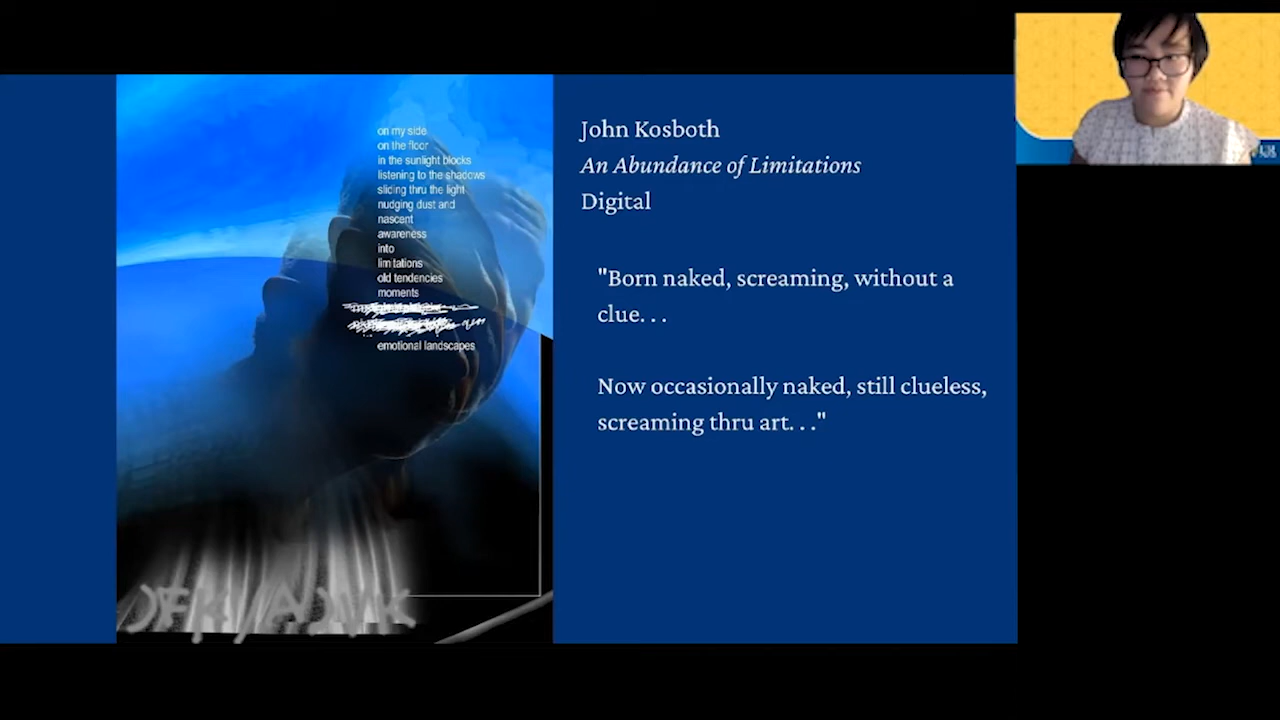 on my side
on the floor
in the sunlight blocks
listening to the shadows
sliding thru the light
nudging dust and
nascent
awareness
into
limitations
old tendencies
moments
emotional landscapes
John Kosboth
An Abundance of Limitations
Digital
"Born naked, screaming, without a
clue. . .
Now occasionally naked, still clueless,
screaming thru art. . ."